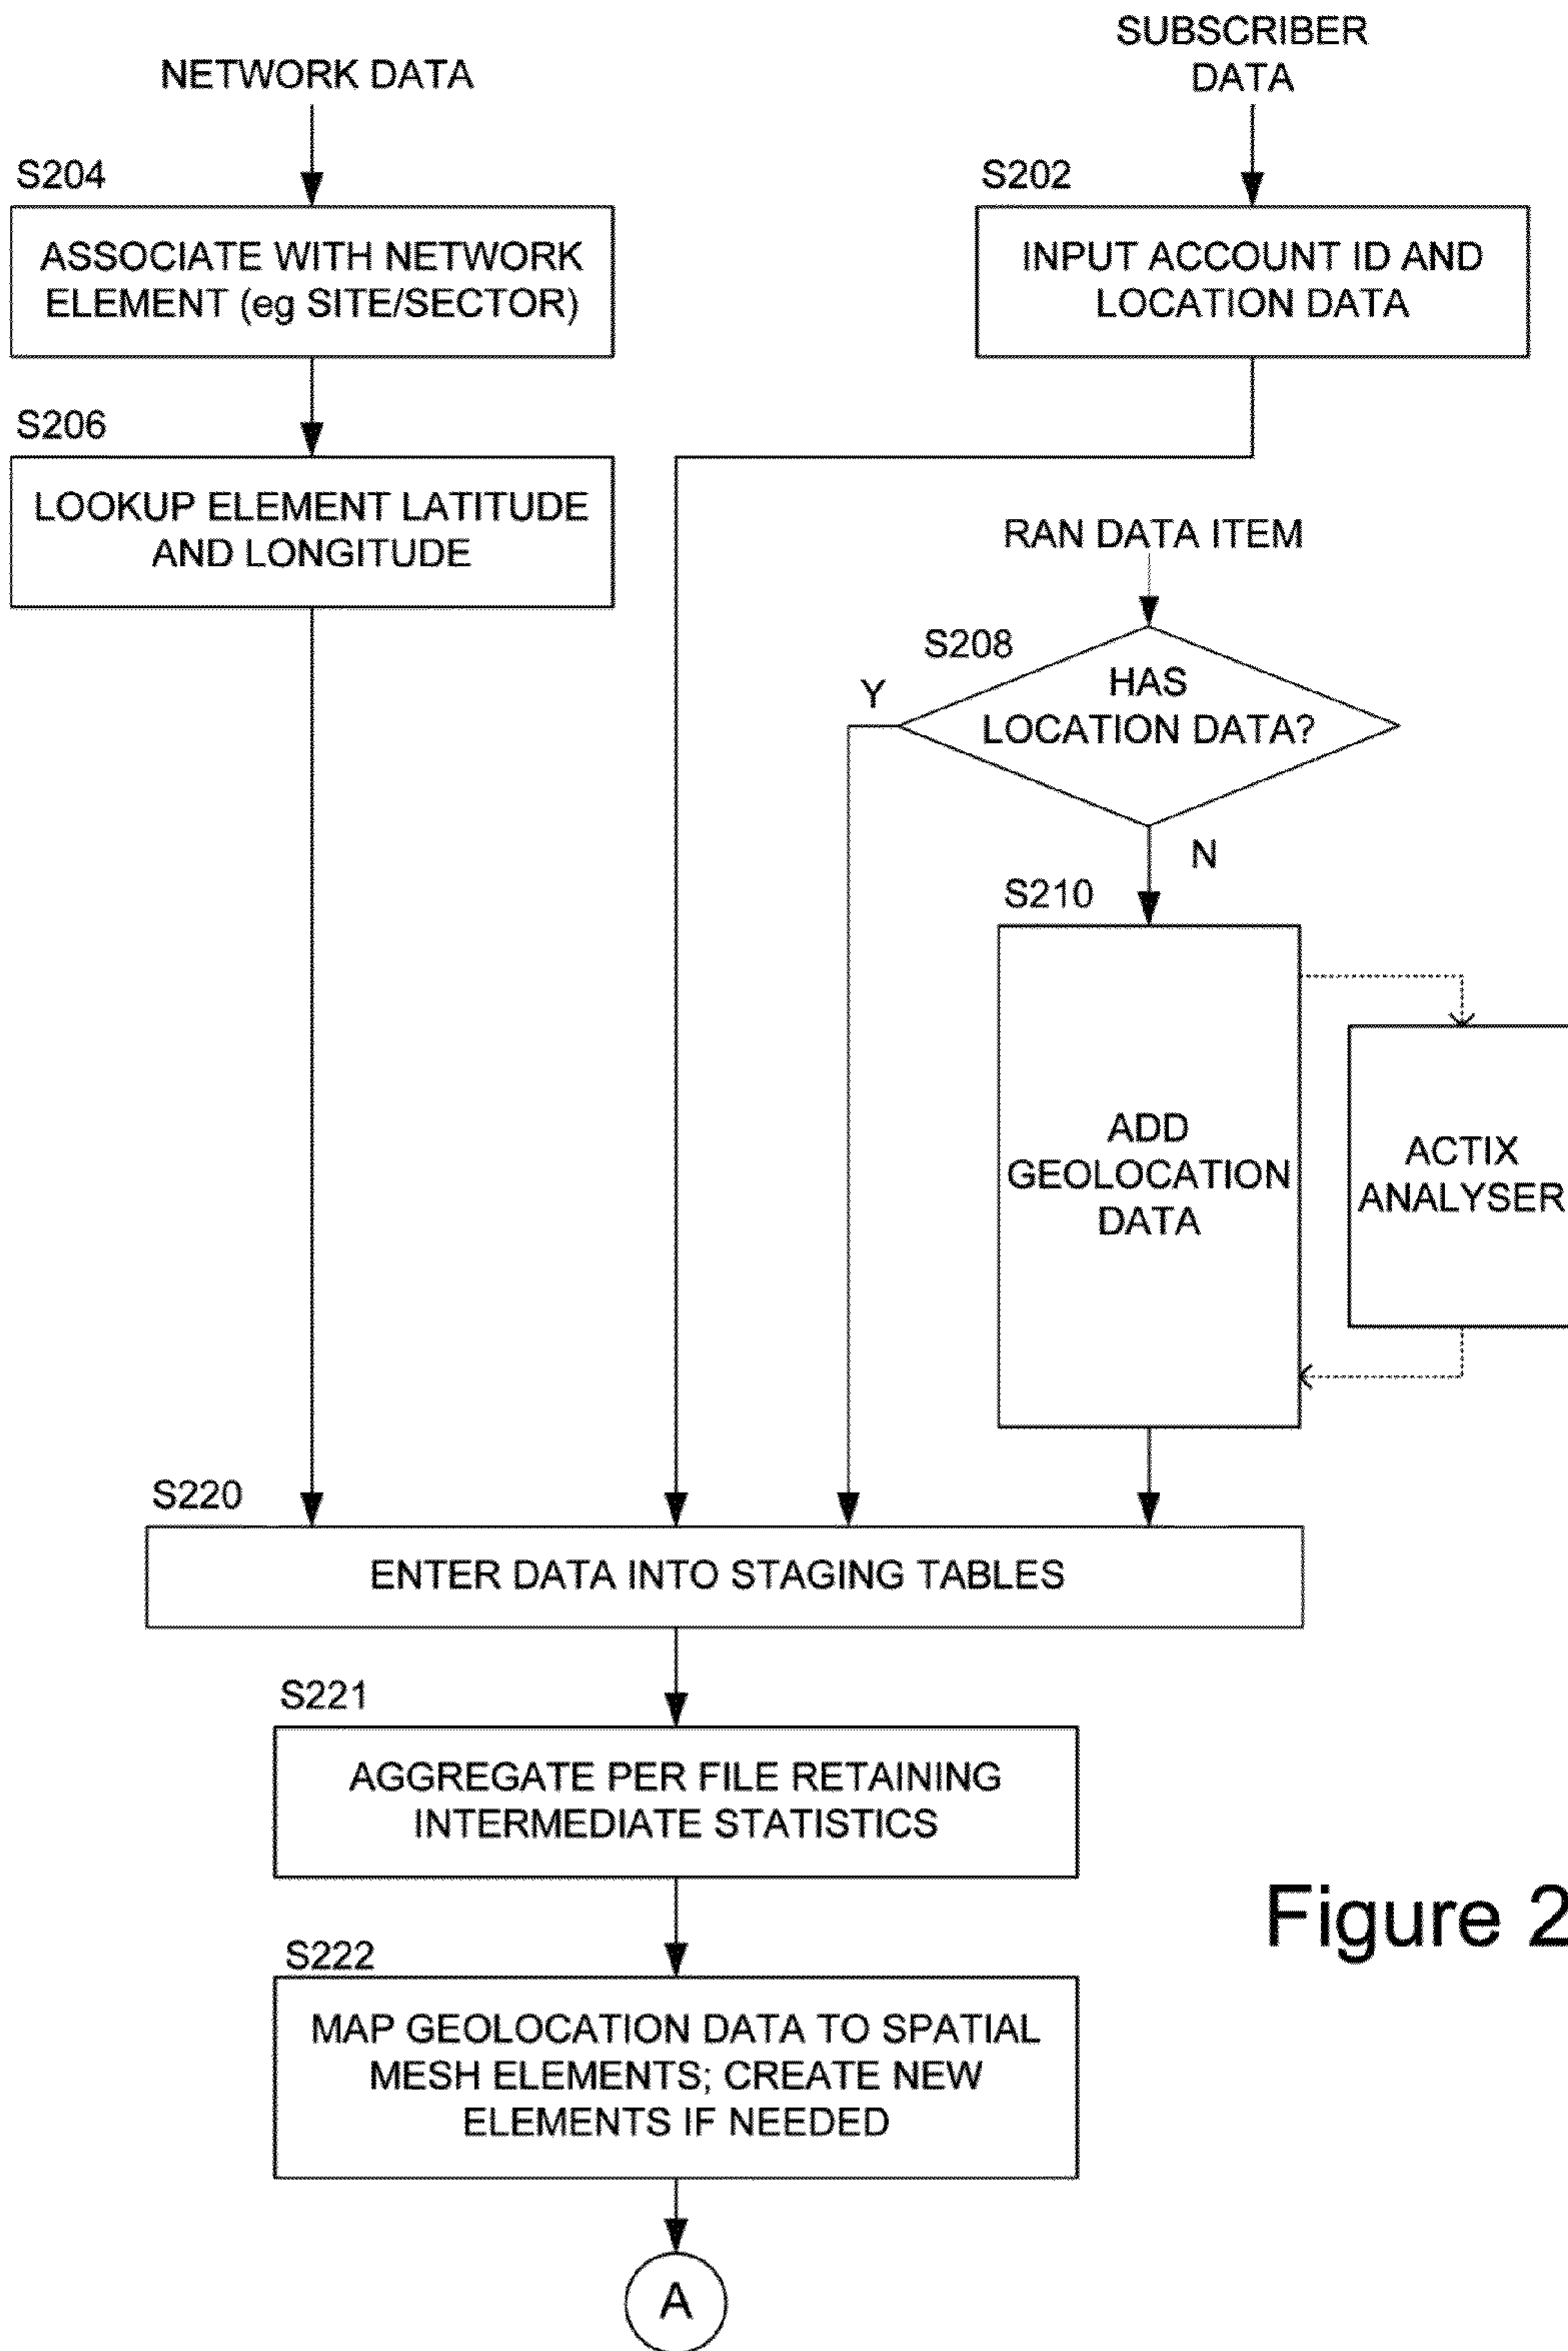 NETWORK DATA
SUBSCRIBER
DATA
S204
ASSOCIATE WITH NETWORK
ELEMENT (eg SITE/SECTOR)
S202
INPUT ACCOUNT ID AND
LOCATION DATA
S206
LOOKUP ELEMENT LATITUDE
AND LONGITUDE
RAN DATA ITEM
S208
HAS
LOCATION DATA?
Y
N
S210
ADD
GEOLOCATION
DATA
ACTIX
ANALYSER
S220
ENTER DATA INTO STAGING TABLES
S221
AGGREGATE PER FILE RETAINING
INTERMEDIATE STATISTICS
Figure 2
S222
MAP GEOLOCATION DATA TO SPATIAL
MESH ELEMENTS; CREATE NEW
ELEMENTS IF NEEDED
A